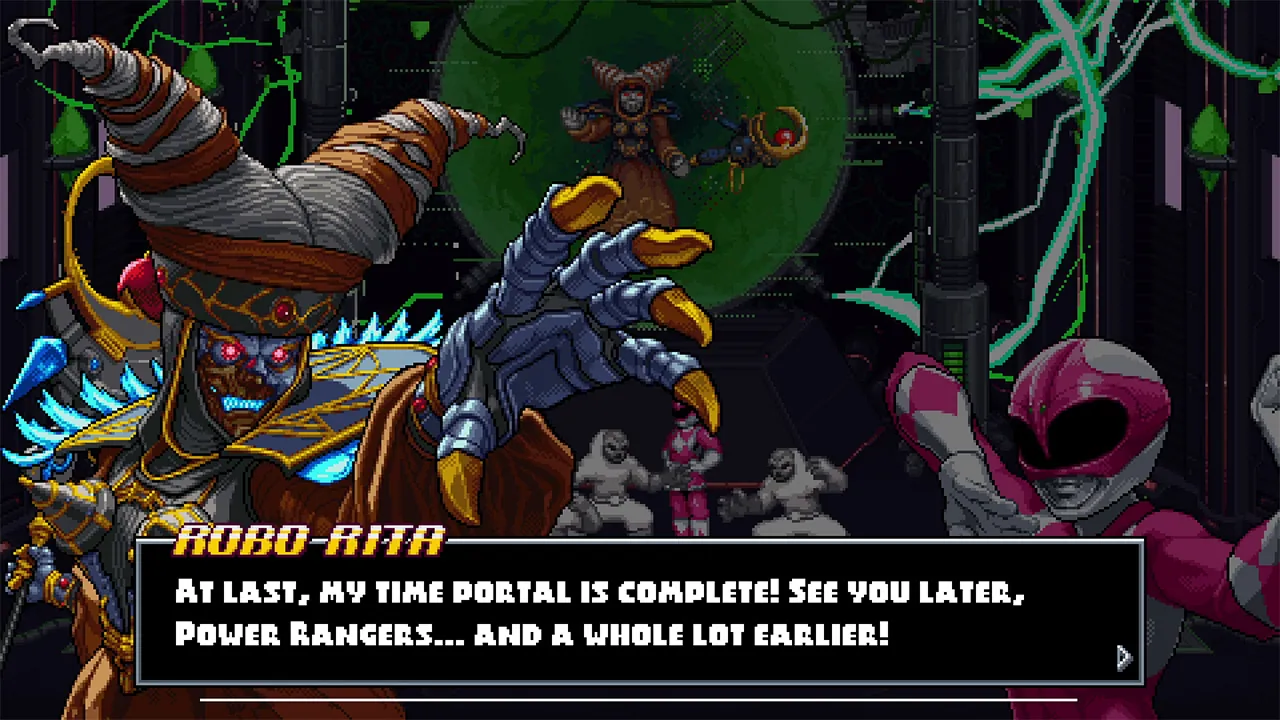 ROBO RITA
At last, my time portal is complete! See you later,
Power Rangers... and a whole lot earlier!